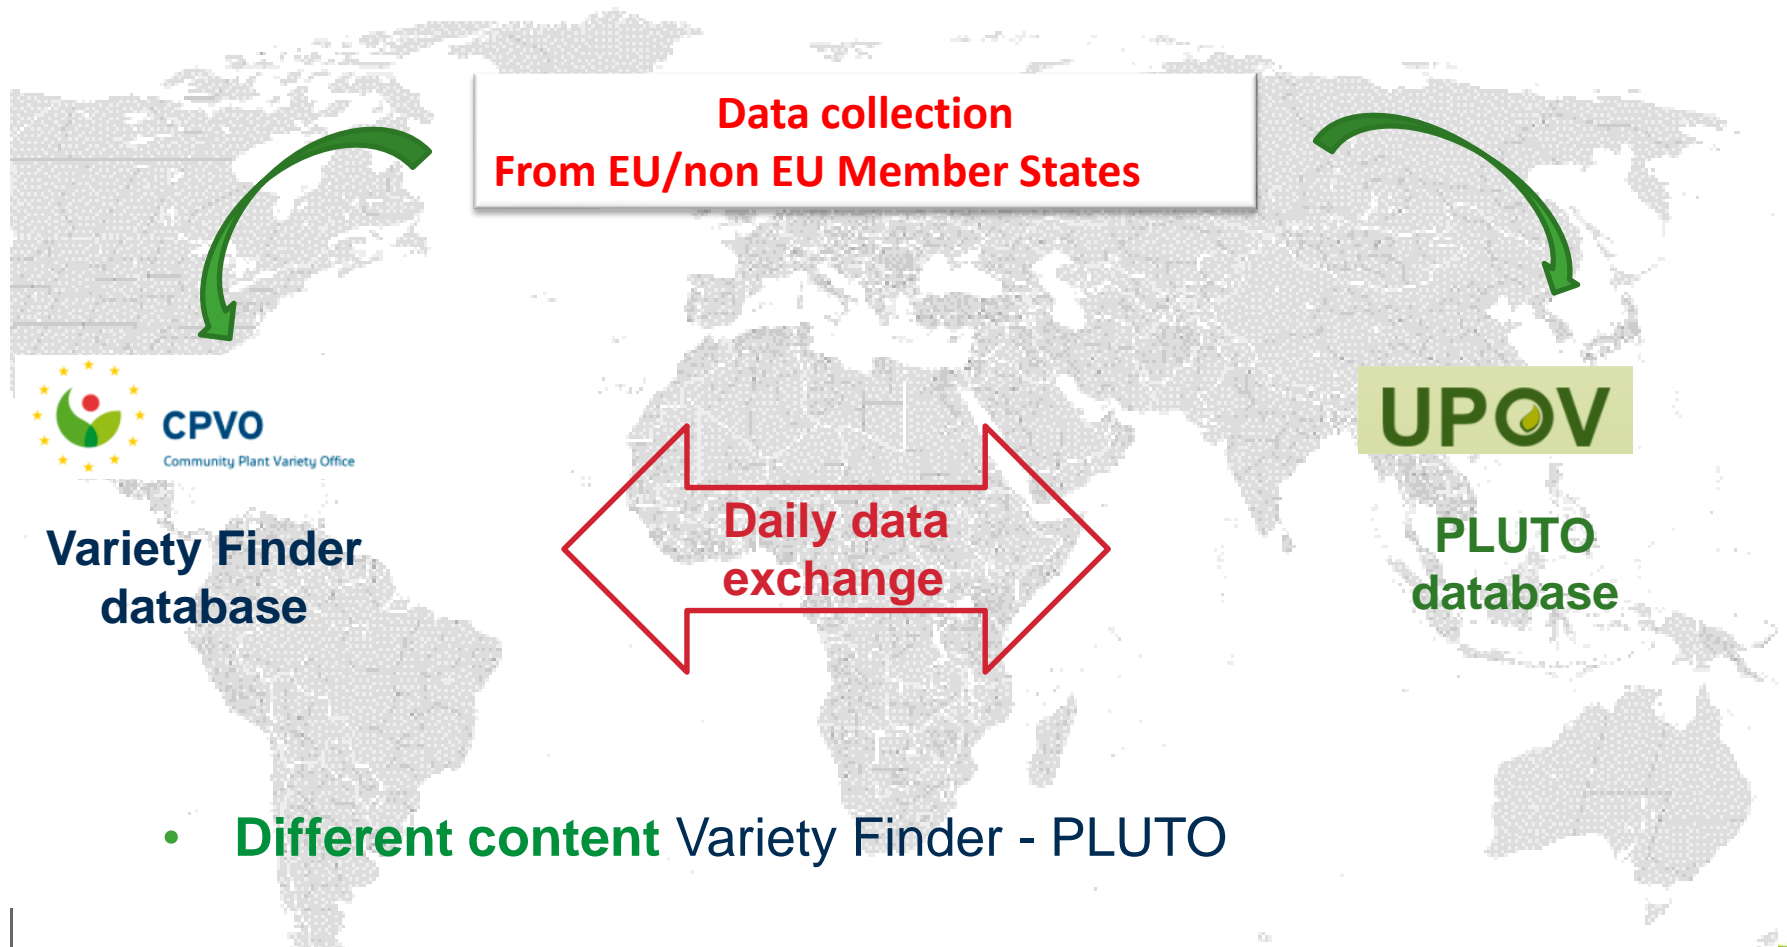 Data collection
From EU/non EU Member States
CPVO
Community Plant Variety Office
UPOV
Variety Finder
database
Daily data
exchange
PLUTO
database
• Different content Variety Finder - PLUTO